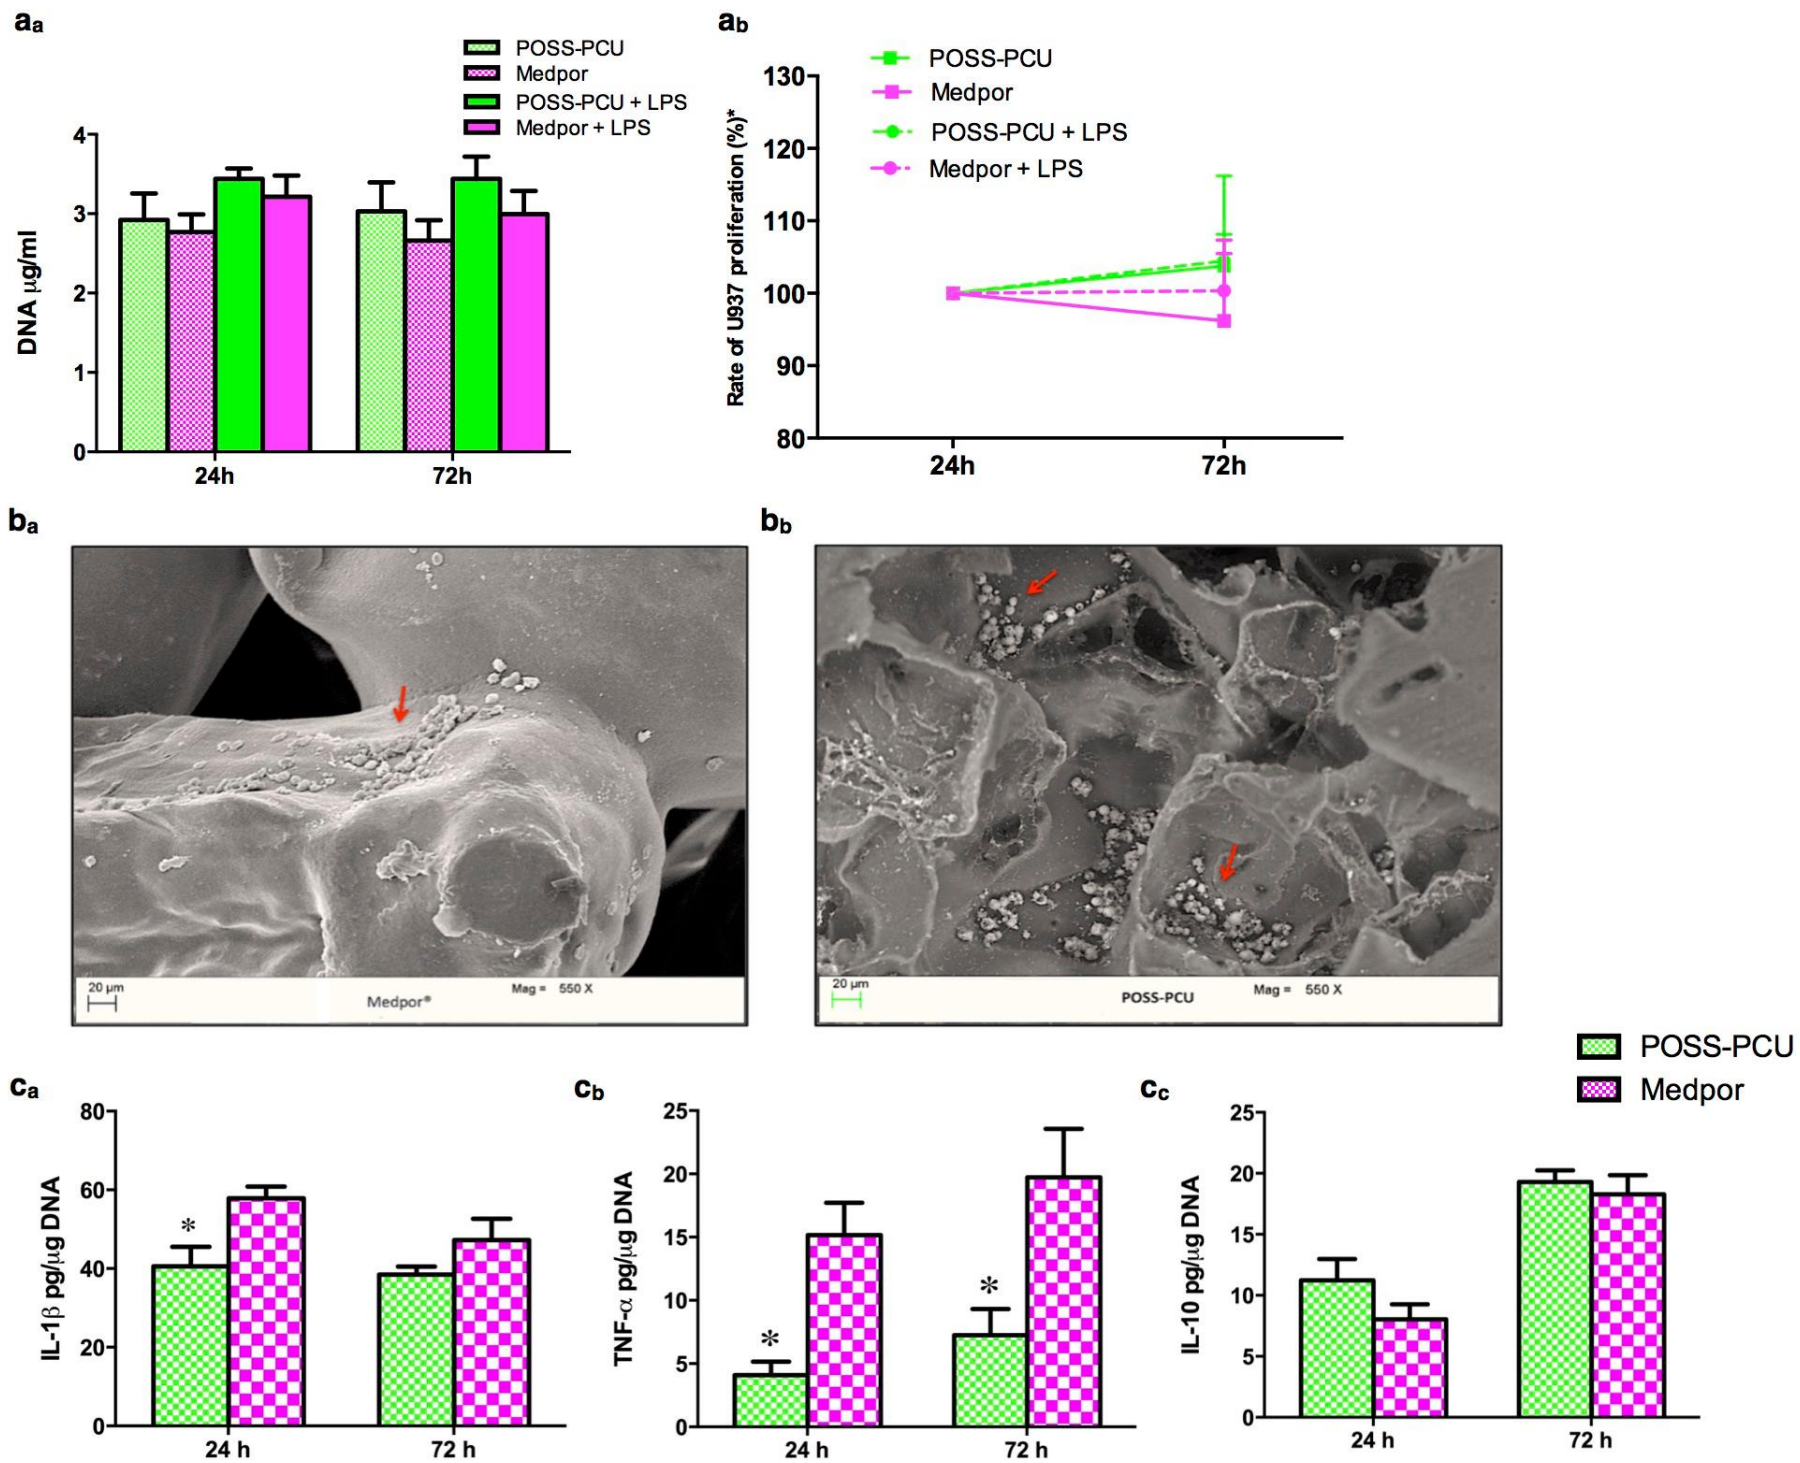 aa
POSS-PCU
Medpor
POSS-PCU + LPS
Medpor + LPS
DNA µg/ml
4
3
2
1
0
24h
72h
ab
POSS-PCU
Medpor
POSS-PCU + LPS
Medpor + LPS
Rate of U937 proliferation (%)*
130
120
110
100
90
80
24h
72h
ba
20 µm
Mag = 550 X
Medpor®
bb
20 µm
Mag = 550 X
POSS-PCU
POSS-PCU
Medpor
ca
IL-1β pg/µg DNA
80
60
40
20
0
*
24 h
72 h
cb
TNF-α pg/µg DNA
25
20
15
10
5
0
*
*
24 h
72 h
cc
IL-10 pg/µg DNA
25
20
15
10
5
0
24 h
72 h